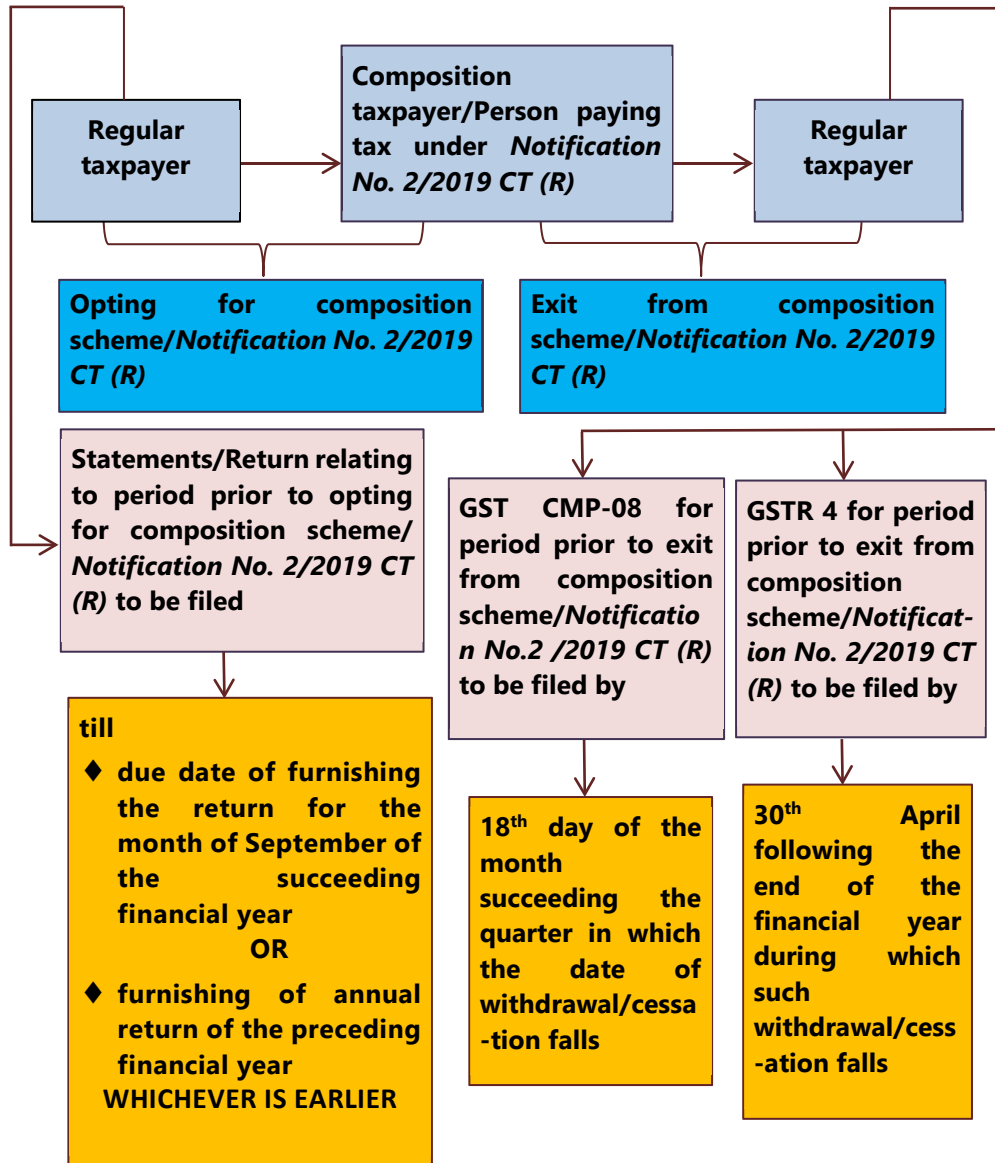 Regular
taxpayer
Composition
taxpayer/Person paying
tax under Notification
No. 2/2019 CT (R)
Regular
taxpayer
Opting for composition
scheme/Notification No. 2/2019
CT (R)
Exit from composition
scheme/Notification No. 2/2019
CT (R)
Statements/Return relating
to period prior to opting
for composition scheme/
Notification No. 2/2019 CT
(R) to be filed
GST CMP-08 for
period prior to exit
from composition
scheme/Notificatio
n No.2 /2019 CT (R)
to be filed by
GSTR 4 for period
prior to exit from
composition
scheme/Notificat-
ion No. 2/2019 CT
(R) to be filed by
till
♦ due date of furnishing
the return for the
month of September of
the succeeding
financial year
OR
♦ furnishing of annual
return of the preceding
financial year
WHICHEVER IS EARLIER
18th day of the
month
succeeding the
quarter in which
the date of
withdrawal/cessa
-tion falls
30th April
following the
end of the
financial year
during which
such
withdrawal/cess
-ation falls